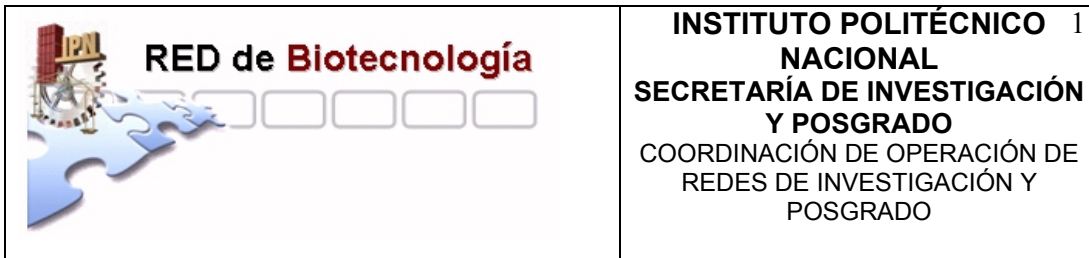 IPN
RED de Biotecnología
INSTITUTO POLITÉCNICO 1
NACIONAL
SECRETARÍA DE INVESTIGACIÓN
Y POSGRADO
COORDINACIÓN DE OPERACIÓN DE
REDES DE INVESTIGACIÓN Y
POSGRADO